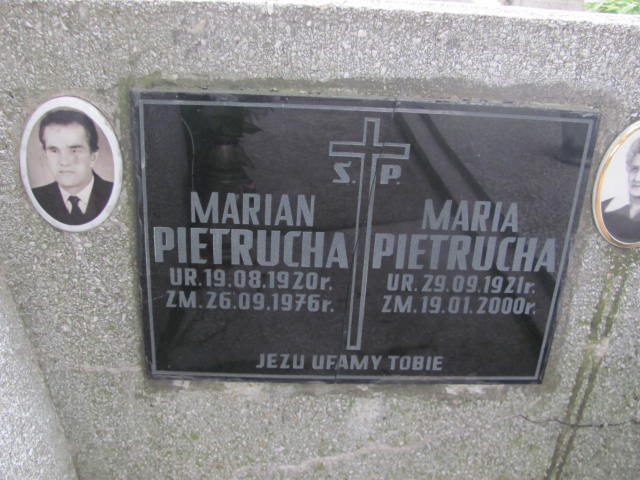 Ś. P.
MARIAN
PIETRUCHA
UR. 19.08.1920r.
ZM. 26.09.1976r.
MARIA
PIETRUCHA
UR. 29.09.1921r.
ZM. 19.01.2000r.
JEZU UFAMY TOBIE